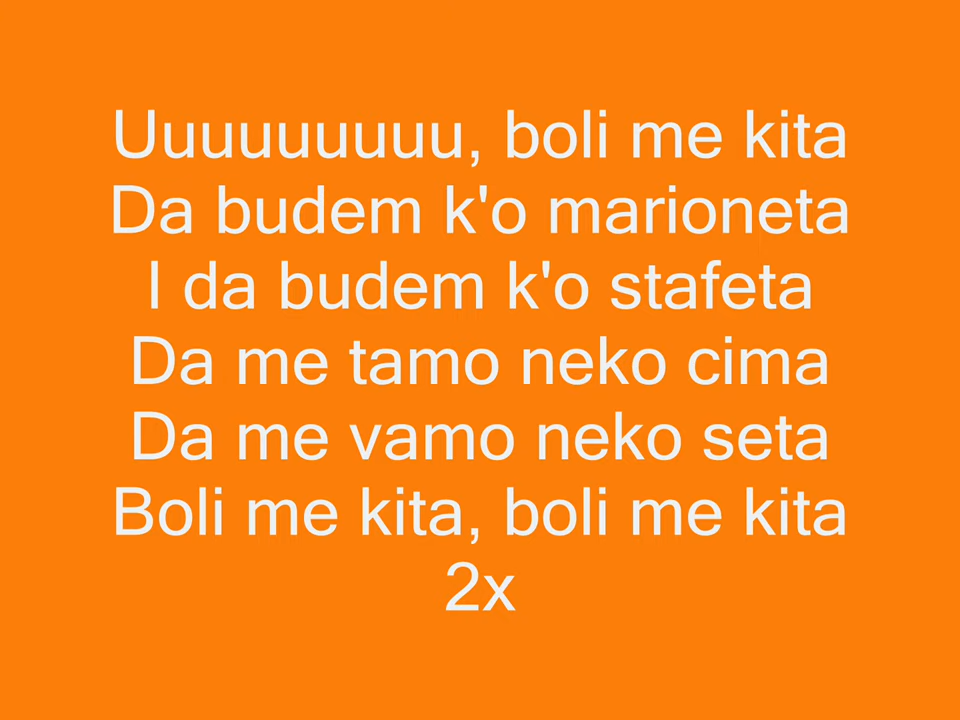 Uuuuuuuuu, boli me kita
Da budem k'o marioneta
I da budem k'o stafeta
Da me tamo neko cima
Da me vamo neko seta
Boli me kita, boli me kita
2x